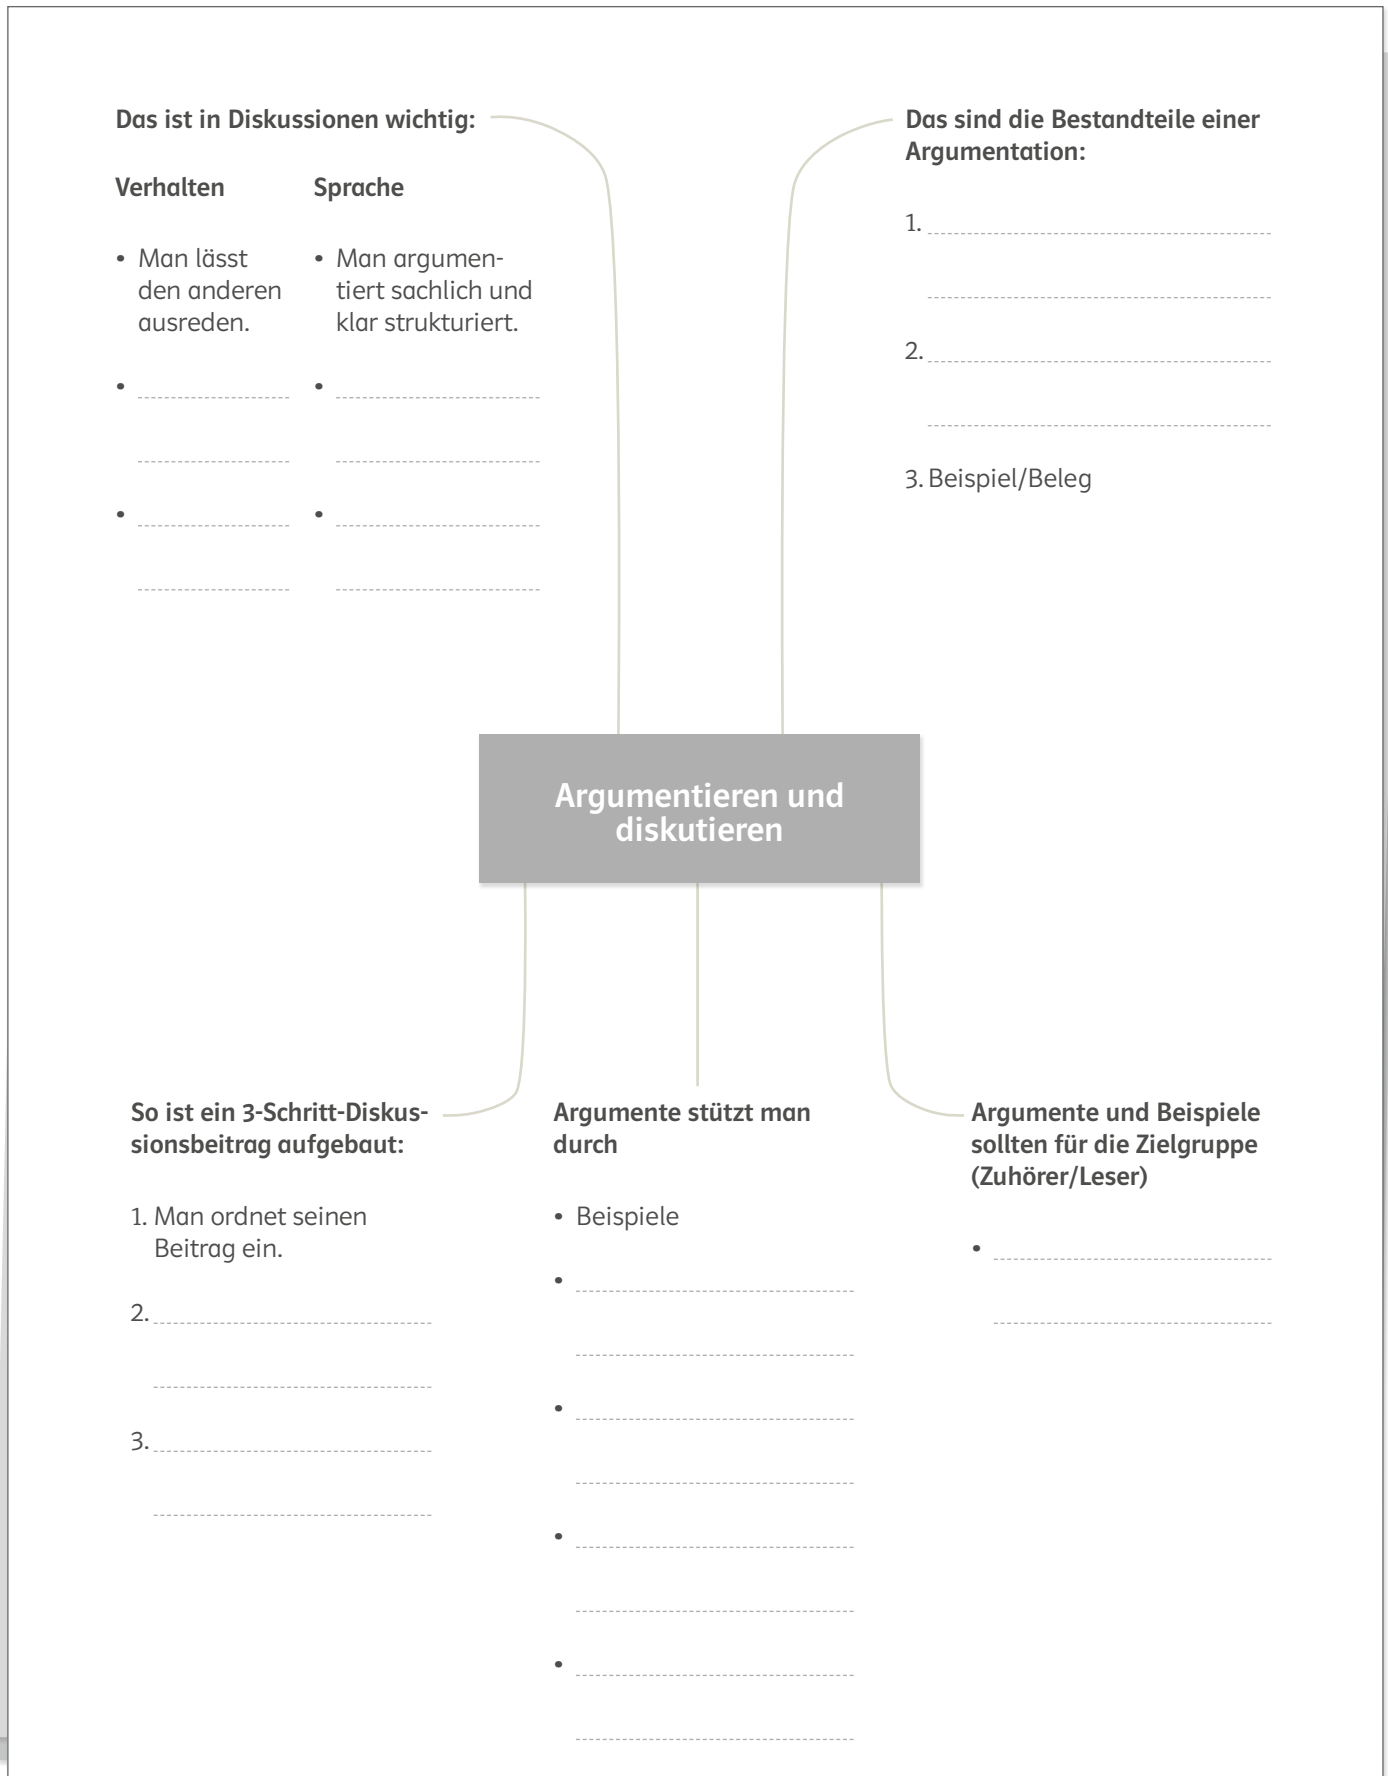 Das ist in Diskussionen wichtig:
Verhalten
Sprache
• Man lässt
den anderen
ausreden.
•
•
• Man argumen-
tiert sachlich und
klar strukturiert.
•
•
Das sind die Bestandteile einer
Argumentation:
1.
2.
3. Beispiel/Beleg
Argumentieren und
diskutieren
So ist ein 3-Schritt-Diskus-
sionsbeitrag aufgebaut:
1. Man ordnet seinen
Beitrag ein.
2.
3.
Argumente stützt man
durch
• Beispiele
•
•
•
•
Argumente und Beispiele
sollten für die Zielgruppe
(Zuhörer/Leser)
•